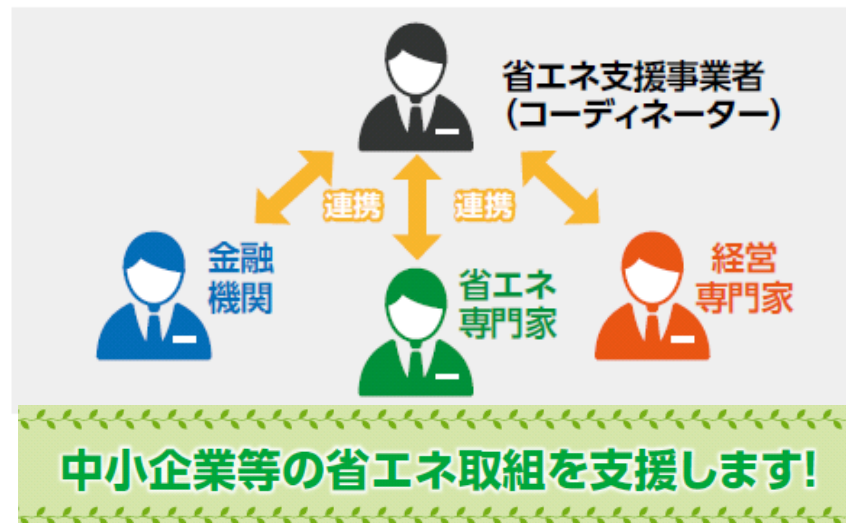 省エネ支援事業者
(コーディネーター)
連携
連携
金融
機関
省エネ
専門家
経営
専門家
中小企業等の省エネ取組を支援します!